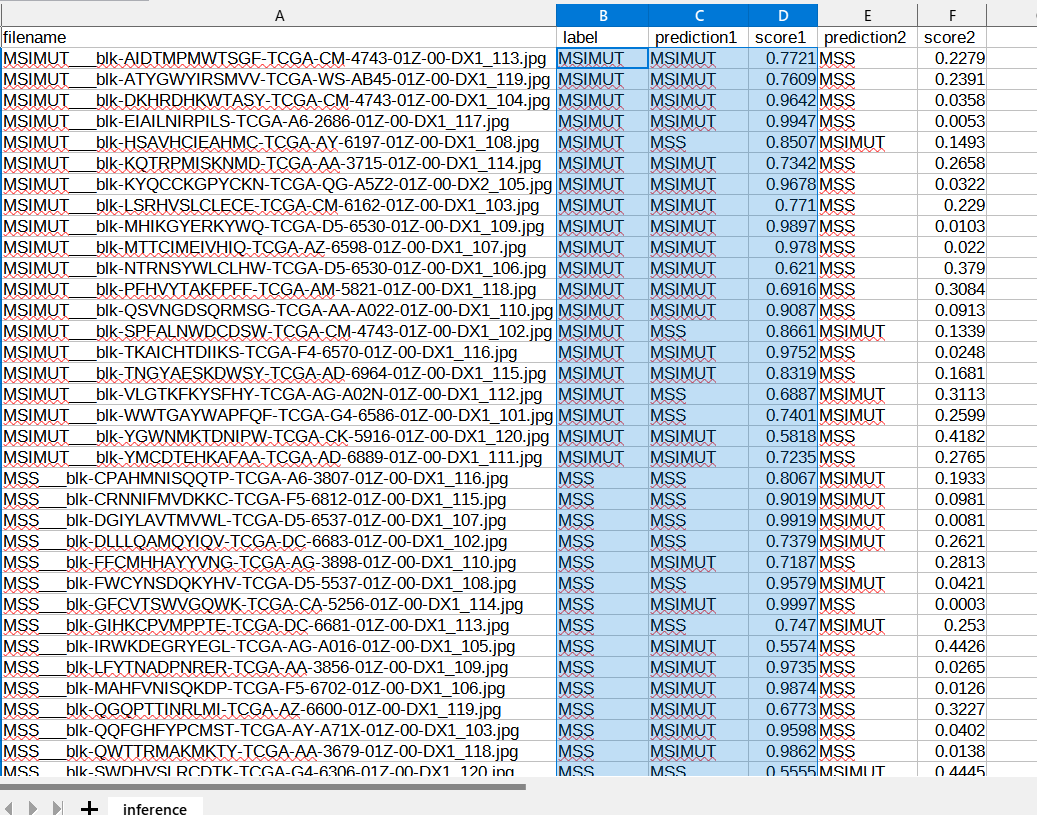 A B C D E F
filename label prediction1 score1 prediction2 score2
MSIMUT___blk-AIDTMPMWTSGF-TCGA-CM-4743-01Z-00-DX1_113.jpg MSIMUT MSIMUT 0.7721 MSS 0.2279
MSIMUT___blk-ATYGWYIRSMVV-TCGA-WS-AB45-01Z-00-DX1_119.jpg MSIMUT MSIMUT 0.7609 MSS 0.2391
MSIMUT___blk-DKHRDHKWTASY-TCGA-CM-4743-01Z-00-DX1_104.jpg MSIMUT MSIMUT 0.9642 MSS 0.0358
MSIMUT___blk-EIAILNIRPILS-TCGA-A6-2686-01Z-00-DX1_117.jpg MSIMUT MSIMUT 0.9947 MSS 0.0053
MSIMUT___blk-HSAVHCIEAHMC-TCGA-AY-6197-01Z-00-DX1_108.jpg MSIMUT MSS 0.8507 MSIMUT 0.1493
MSIMUT___blk-KQTRPMISKNMD-TCGA-AA-3715-01Z-00-DX1_114.jpg MSIMUT MSIMUT 0.7342 MSS 0.2658
MSIMUT___blk-KYQCCKGPYCKN-TCGA-QG-A5Z2-01Z-00-DX2_105.jpg MSIMUT MSIMUT 0.9678 MSS 0.0322
MSIMUT___blk-LSRHVSLCLECE-TCGA-CM-6162-01Z-00-DX1_103.jpg MSIMUT MSIMUT 0.771 MSS 0.229
MSIMUT___blk-MHIKGYERKYWQ-TCGA-D5-6530-01Z-00-DX1_109.jpg MSIMUT MSIMUT 0.9897 MSS 0.0103
MSIMUT___blk-MTTCIMEIVHIQ-TCGA-AZ-6598-01Z-00-DX1_107.jpg MSIMUT MSIMUT 0.978 MSS 0.022
MSIMUT___blk-NTRNSYWLCLHW-TCGA-D5-6530-01Z-00-DX1_106.jpg MSIMUT MSIMUT 0.621 MSS 0.379
MSIMUT___blk-PFHVYTAKFPFF-TCGA-AM-5821-01Z-00-DX1_118.jpg MSIMUT MSIMUT 0.6916 MSS 0.3084
MSIMUT___blk-QSVNGDSQRMSG-TCGA-AA-A022-01Z-00-DX1_110.jpg MSIMUT MSIMUT 0.9087 MSS 0.0913
MSIMUT___blk-SPFALNWDCDSW-TCGA-CM-4743-01Z-00-DX1_102.jpg MSIMUT MSS 0.8661 MSIMUT 0.1339
MSIMUT___blk-TKAICHTDIIKS-TCGA-F4-6570-01Z-00-DX1_116.jpg MSIMUT MSIMUT 0.9752 MSS 0.0248
MSIMUT___blk-TNGYAESKDWSY-TCGA-AD-6964-01Z-00-DX1_115.jpg MSIMUT MSIMUT 0.8319 MSS 0.1681
MSIMUT___blk-VLGTKFKYSFHY-TCGA-AG-A02N-01Z-00-DX1_112.jpg MSIMUT MSS 0.6887 MSIMUT 0.3113
MSIMUT___blk-WWTGAYWAPFQF-TCGA-G4-6586-01Z-00-DX1_101.jpg MSIMUT MSS 0.7401 MSIMUT 0.2599
MSIMUT___blk-YGWNMKTDNIPW-TCGA-CK-5916-01Z-00-DX1_120.jpg MSIMUT MSIMUT 0.5818 MSS 0.4182
MSIMUT___blk-YMCDTEHKAFAA-TCGA-AD-6889-01Z-00-DX1_111.jpg MSIMUT MSIMUT 0.7235 MSS 0.2765
MSS___blk-CPAHMNISQQTP-TCGA-A6-3807-01Z-00-DX1_116.jpg MSS MSS 0.8067 MSIMUT 0.1933
MSS___blk-CRNNIFMVDKKC-TCGA-F5-6812-01Z-00-DX1_115.jpg MSS MSS 0.9019 MSIMUT 0.0981
MSS___blk-DGIYLAVTMVWL-TCGA-D5-6537-01Z-00-DX1_107.jpg MSS MSS 0.9919 MSIMUT 0.0081
MSS___blk-DLLLQAMQYIQV-TCGA-DC-6683-01Z-00-DX1_102.jpg MSS MSS 0.7379 MSIMUT 0.2621
MSS___blk-FFCMHHAYYVNG-TCGA-AG-3898-01Z-00-DX1_110.jpg MSS MSIMUT 0.7187 MSS 0.2813
MSS___blk-FWCYNSDQKYHV-TCGA-D5-5537-01Z-00-DX1_108.jpg MSS MSS 0.9579 MSIMUT 0.0421
MSS___blk-GFCVTSWVGQWK-TCGA-CA-5256-01Z-00-DX1_114.jpg MSS MSIMUT 0.9997 MSS 0.0003
MSS___blk-GIHKCPVMPPTE-TCGA-DC-6681-01Z-00-DX1_113.jpg MSS MSS 0.747 MSIMUT 0.253
MSS___blk-IRWKDEGRYEGL-TCGA-AG-A016-01Z-00-DX1_105.jpg MSS MSIMUT 0.5574 MSS 0.4426
MSS___blk-LFYTNADPNRER-TCGA-AA-3856-01Z-00-DX1_109.jpg MSS MSIMUT 0.9735 MSS 0.0265
MSS___blk-MAHFVNISQKDP-TCGA-F5-6702-01Z-00-DX1_106.jpg MSS MSIMUT 0.9874 MSS 0.0126
MSS___blk-QGQPTTINRLMI-TCGA-AZ-6600-01Z-00-DX1_119.jpg MSS MSIMUT 0.6773 MSS 0.3227
MSS___blk-QQFGHFYPCMST-TCGA-AY-A71X-01Z-00-DX1_103.jpg MSS MSIMUT 0.9598 MSS 0.0402
MSS___blk-QWTTRMAKMKTY-TCGA-AA-3679-01Z-00-DX1_118.jpg MSS MSIMUT 0.9862 MSS 0.0138
MSS___blk-SWDHVSLRCDTK-TCGA-G4-6306-01Z-00-DX1_120.jpg MSS MSS 0.5555 MSIMUT 0.4445
inference